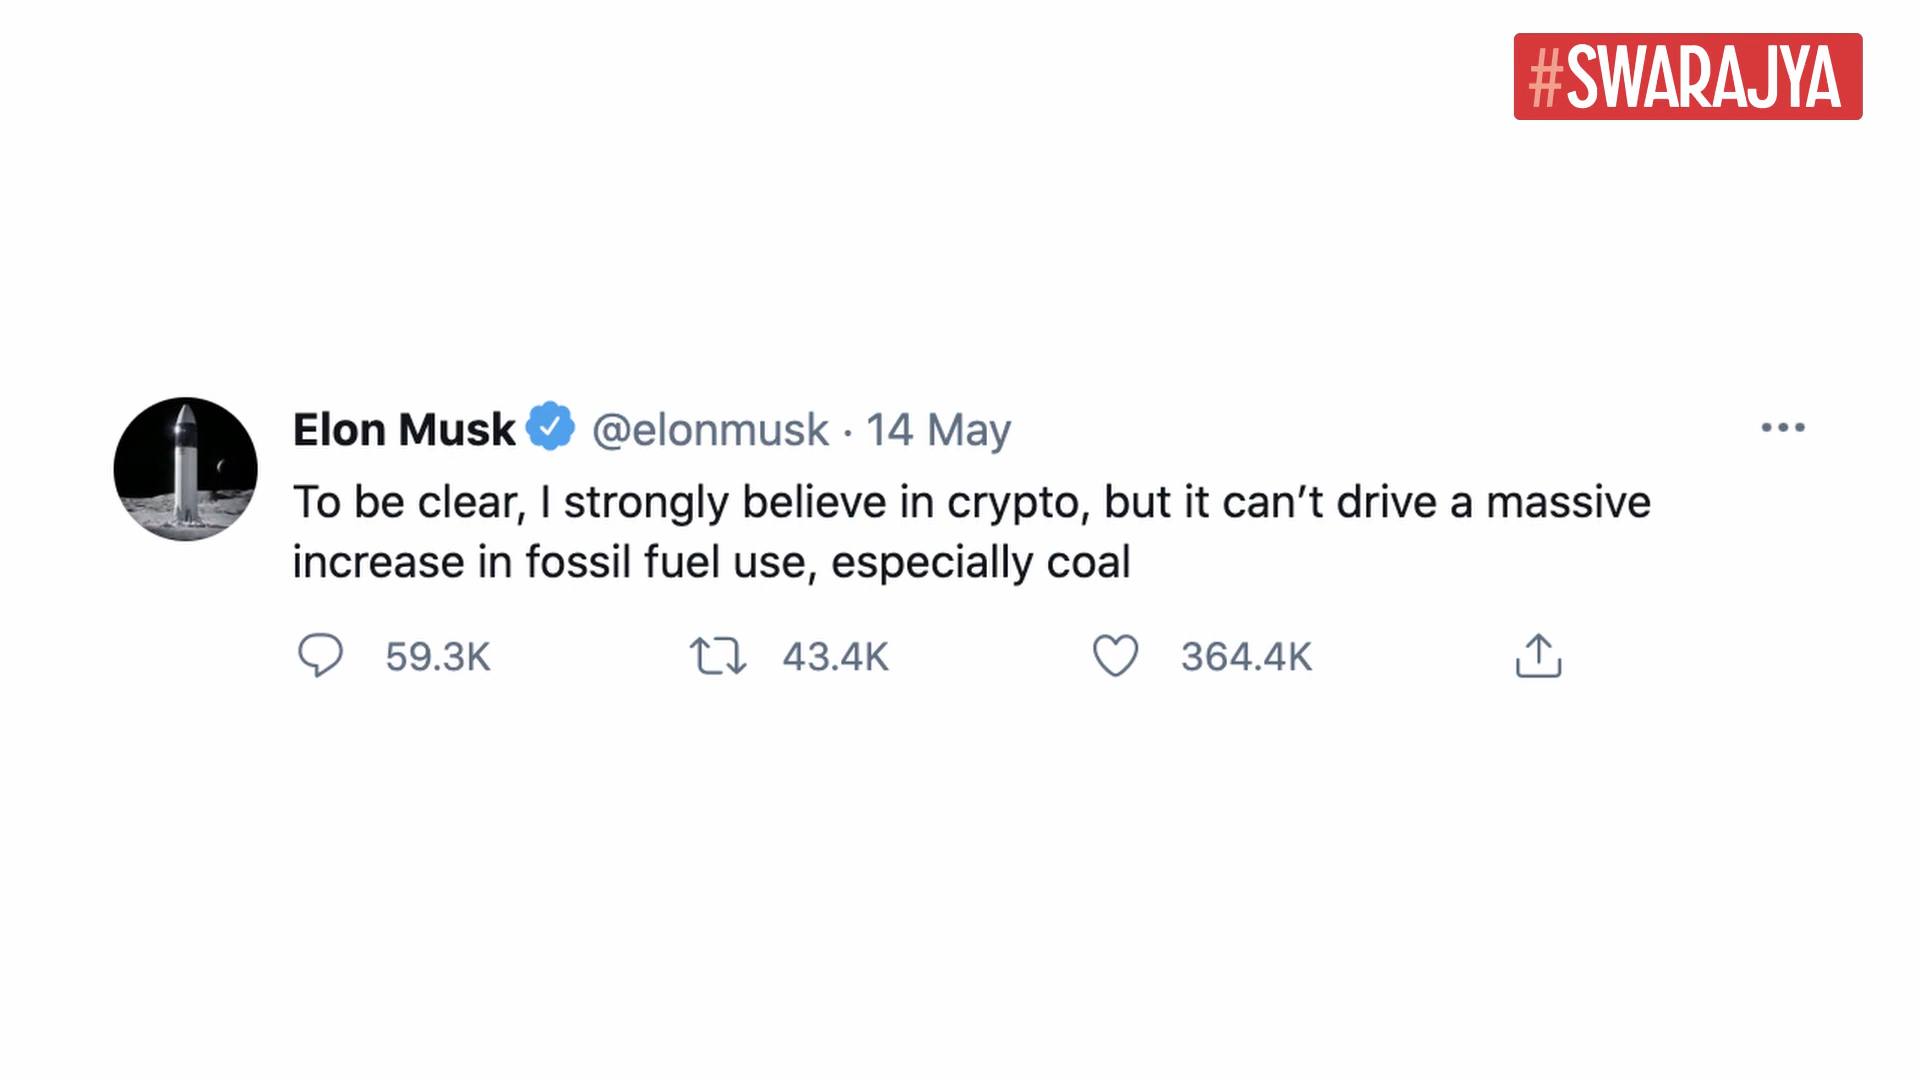 #SWARAJYA
Elon Musk @elonmusk · 14 May
To be clear, I strongly believe in crypto, but it can’t drive a massive
increase in fossil fuel use, especially coal
59.3K 43.4K 364.4K